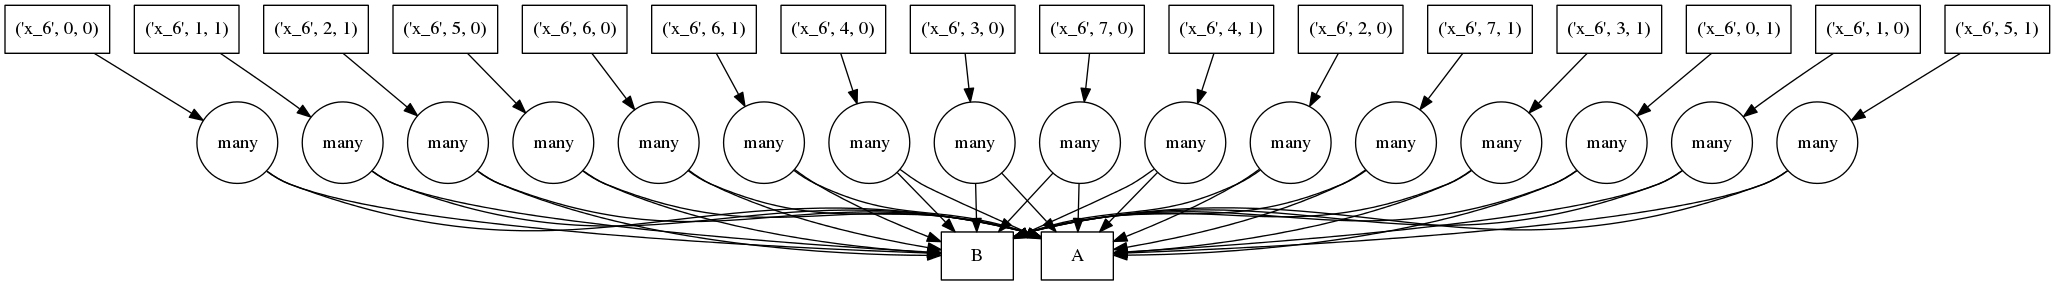 ('x_6', 0, 0) ('x_6', 1, 1) ('x_6', 2, 1) ('x_6', 5, 0) ('x_6', 6, 0) ('x_6', 6, 1) ('x_6', 4, 0) ('x_6', 3, 0) ('x_6', 7, 0) ('x_6', 4, 1) ('x_6', 2, 0) ('x_6', 7, 1) ('x_6', 3, 1) ('x_6', 0, 1) ('x_6', 1, 0) ('x_6', 5, 1)
many many many many many many many many many many many many many many many many
B A